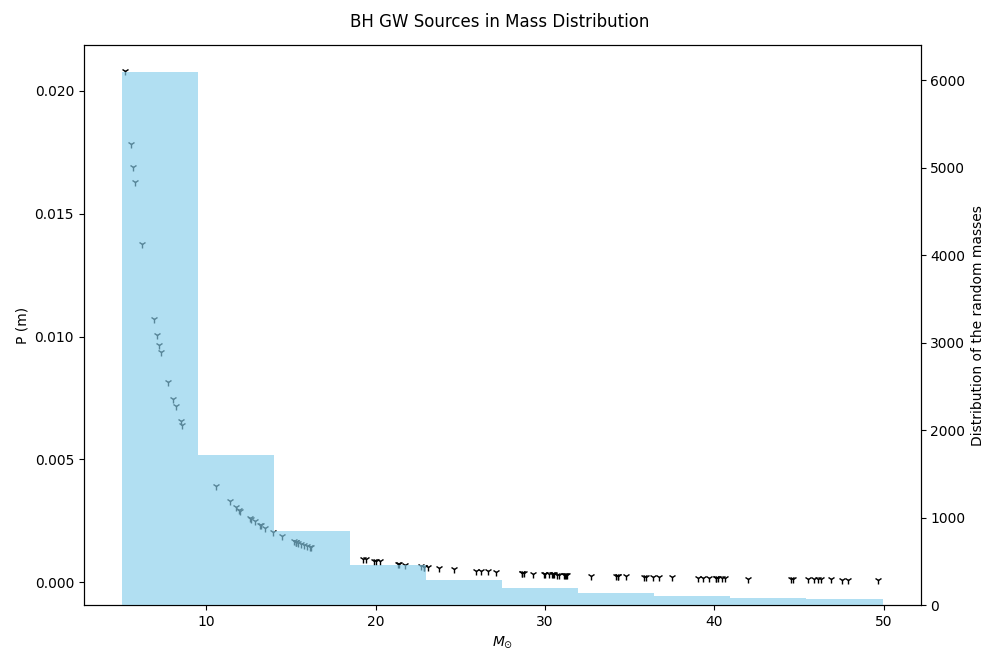 BH GW Sources in Mass Distribution
P (m)
0.020
0.015
0.010
0.005
0.000
6000
5000
4000
3000
2000
1000
0
Distribution of the random masses
10 20 30 40 50
M⊙